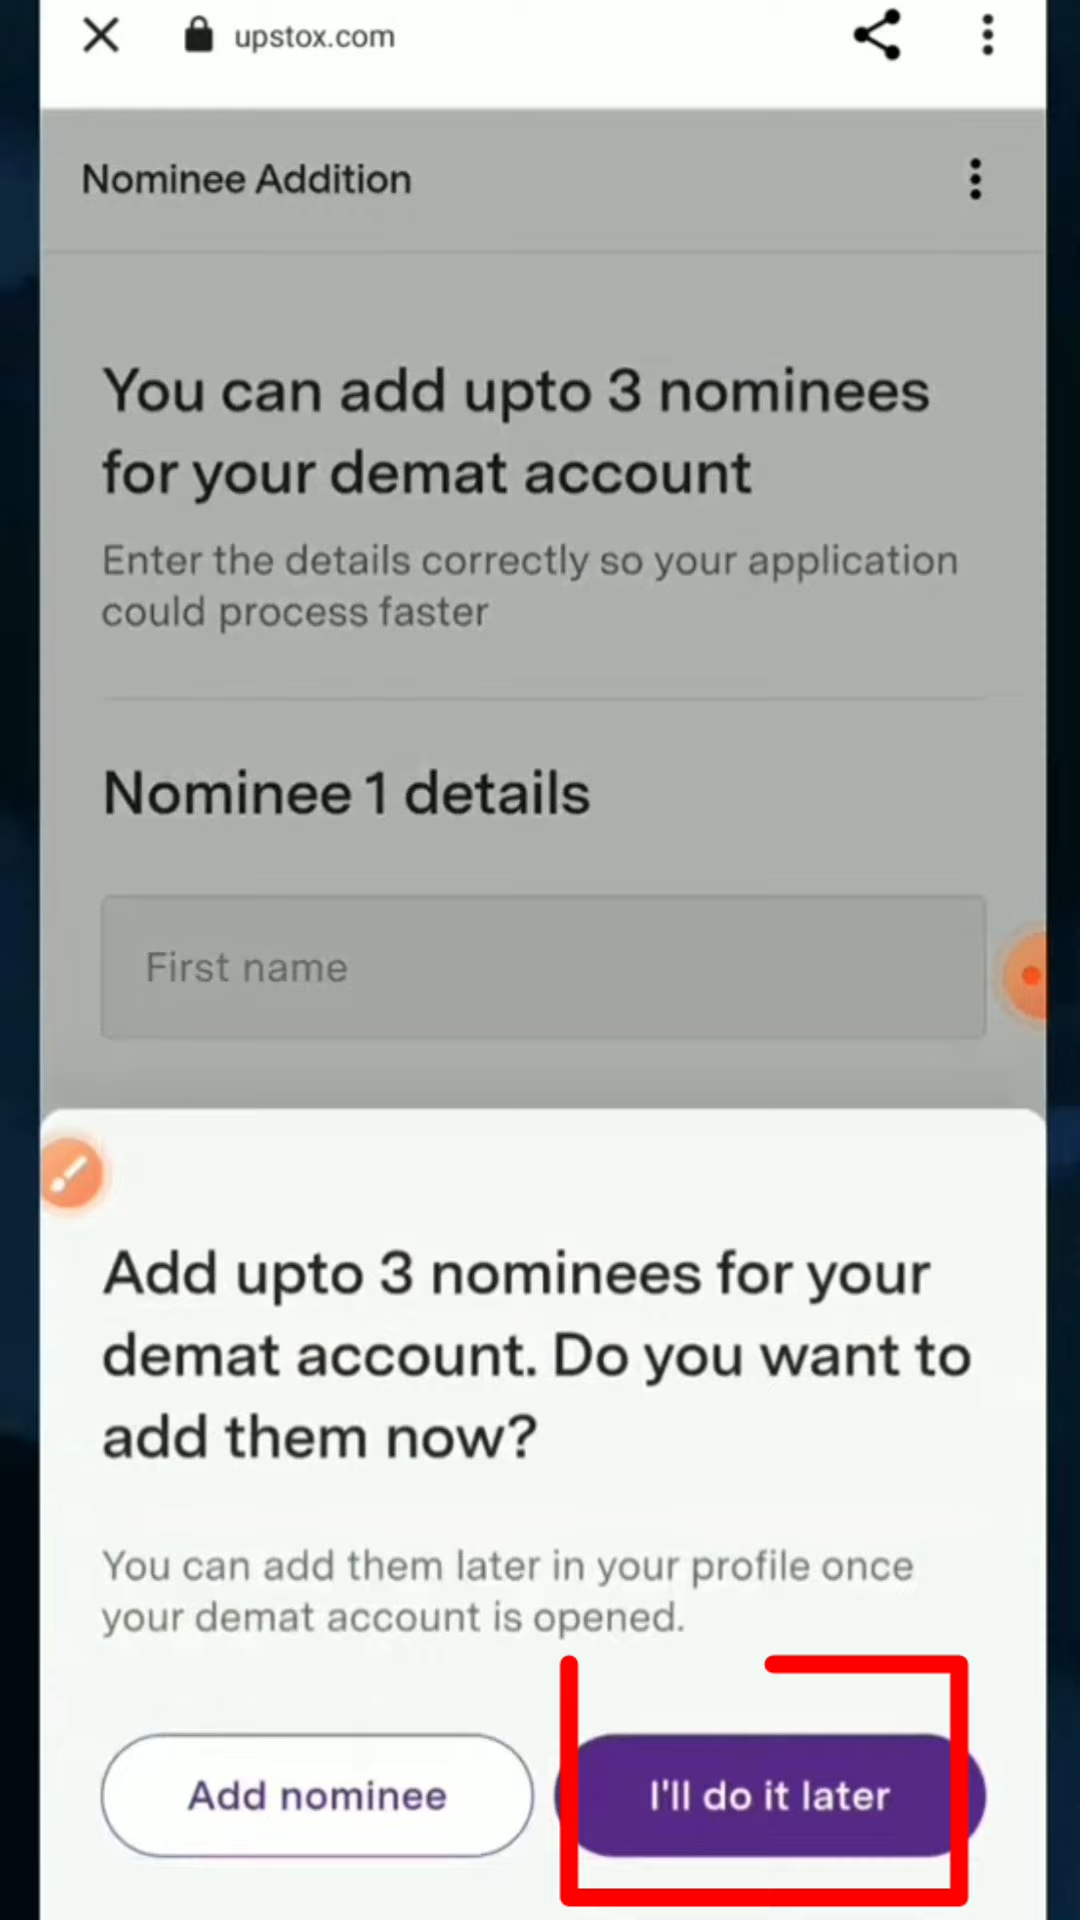 upstox.com
Nominee Addition
You can add upto 3 nominees
for your demat account
Enter the details correctly so your application
could process faster
Nominee 1 details
First name
Add upto 3 nominees for your
demat account. Do you want to
add them now?
You can add them later in your profile once
your demat account is opened.
Add nominee
I'll do it later